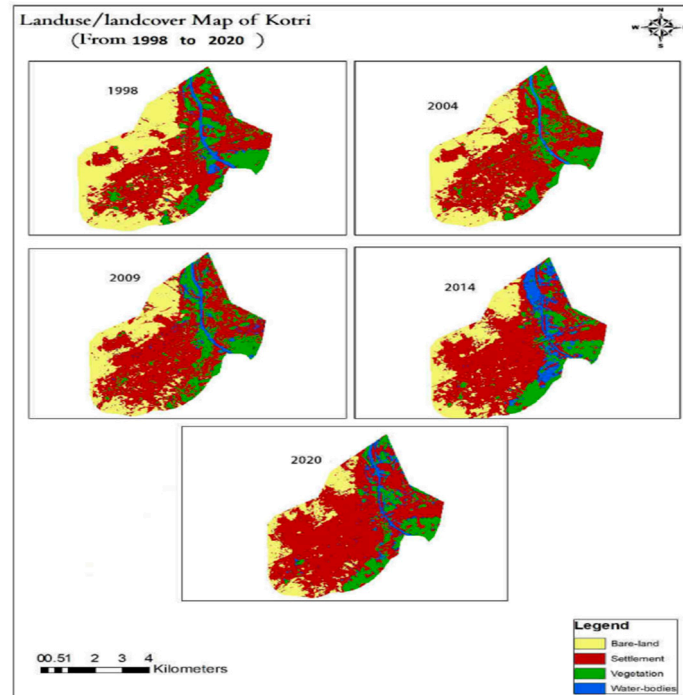 Landuse/landcover Map of Kotri
(From 1998 to 2020 )
N
W E
S
1998
2004
2009
2014
2020
00.51 2 3 4
Kilometers
Legend
Bare-land
Settlement
Vegetation
Water-bodies